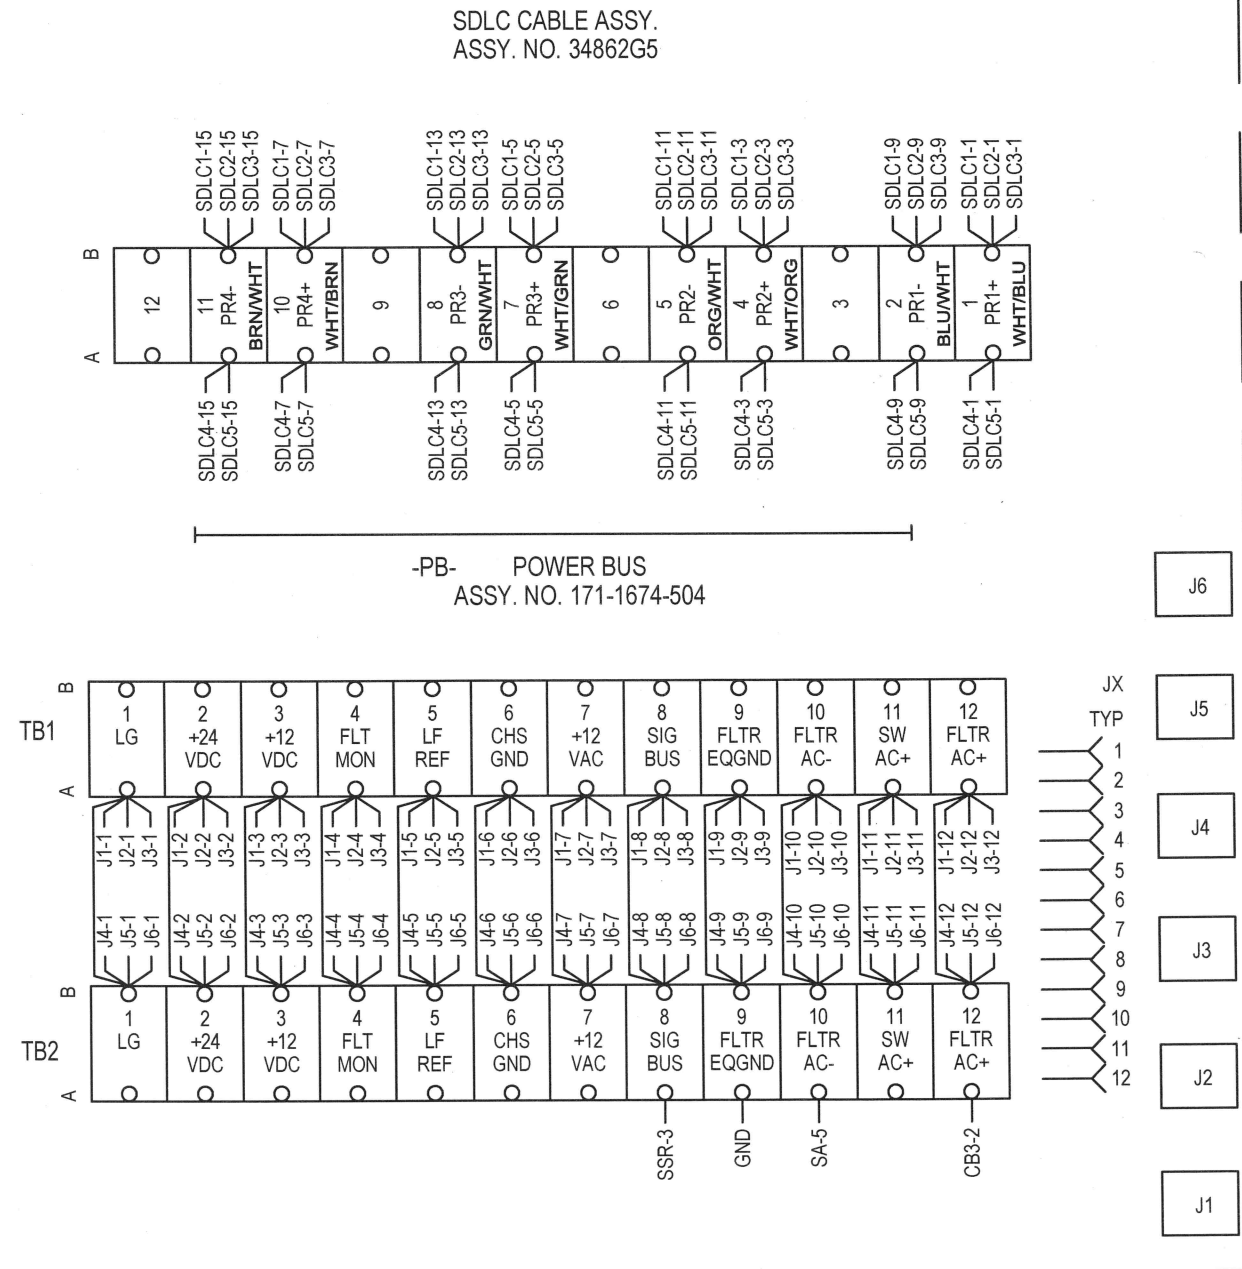 SDLC CABLE ASSY.
ASSY. NO. 34862G5
SDLC1-15
SDLC2-15
SDLC3-15
SDLC1-7
SDLC2-7
SDLC3-7
SDLC1-13
SDLC2-13
SDLC3-13
SDLC1-5
SDLC2-5
SDLC3-5
SDLC1-11
SDLC2-11
SDLC3-11
SDLC1-3
SDLC2-3
SDLC3-3
SDLC1-9
SDLC2-9
SDLC3-9
SDLC1-1
SDLC2-1
SDLC3-1
B
A
12
11
PR4-
BRN/WHT
10
PR4+
WHT/BRN
9
8
PR3-
GRN/WHT
7
PR3+
WHT/GRN
6
5
PR2-
ORG/WHT
4
PR2+
WHT/ORG
3
2
PR1-
BLU/WHT
1
PR1+
WHT/BLU
SDLC4-15
SDLC5-15
SDLC4-7
SDLC5-7
SDLC4-13
SDLC5-13
SDLC4-5
SDLC5-5
SDLC4-11
SDLC5-11
SDLC4-3
SDLC5-3
SDLC4-9
SDLC5-9
SDLC4-1
SDLC5-1
-PB- POWER BUS
ASSY. NO. 171-1674-504
TB1
B
A
1
LG
2
+24
VDC
3
+12
VDC
4
FLT
MON
5
LF
REF
6
CHS
GND
7
+12
VAC
8
SIG
BUS
9
FLTR
EQGND
10
FLTR
AC-
11
SW
AC+
12
FLTR
AC+
J1-1
J2-1
J3-1
J1-2
J2-2
J3-2
J1-3
J2-3
J3-3
J1-4
J2-4
J3-4
J1-5
J2-5
J3-5
J1-6
J2-6
J3-6
J1-7
J2-7
J3-7
J1-8
J2-8
J3-8
J1-9
J2-9
J3-9
J1-10
J2-10
J3-10
J1-11
J2-11
J3-11
J1-12
J2-12
J3-12
J4-1
J5-1
J6-1
J4-2
J5-2
J6-2
J4-3
J5-3
J6-3
J4-4
J5-4
J6-4
J4-5
J5-5
J6-5
J4-6
J5-6
J6-6
J4-7
J5-7
J6-7
J4-8
J5-8
J6-8
J4-9
J5-9
J6-9
J4-10
J5-10
J6-10
J4-11
J5-11
J6-11
J4-12
J5-12
J6-12
TB2
B
A
1
LG
2
+24
VDC
3
+12
VDC
4
FLT
MON
5
LF
REF
6
CHS
GND
7
+12
VAC
8
SIG
BUS
9
FLTR
EQGND
10
FLTR
AC-
11
SW
AC+
12
FLTR
AC+
SSR-3
GND
SA-5
CB3-2
JX
TYP
1
2
3
4
5
6
7
8
9
10
11
12
J6
J5
J4
J3
J2
J1